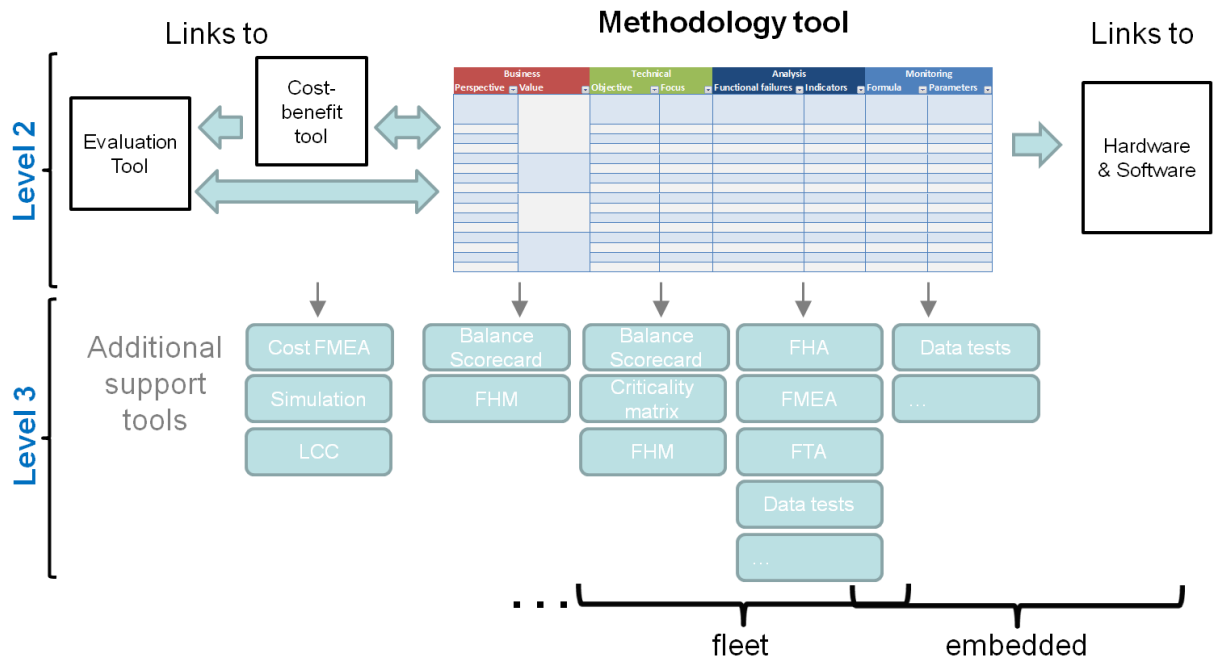 Methodology tool
Links to
Links to
Level 2
Evaluation
Tool
Cost-
benefit
tool
Business
Technical
Analysis
Monitoring
Perspective
Value
Objective
Focus
Functional failures
Indicators
Formula
Parameters
Hardware
& Software
Level 3
Additional
support
tools
Cost FMEA
Simulation
LCC
Balance
Scorecard
FHM
Balance
Scorecard
Criticality
matrix
FHM
FHA
FMEA
FTA
Data tests
...
Data tests
...
...
fleet
embedded